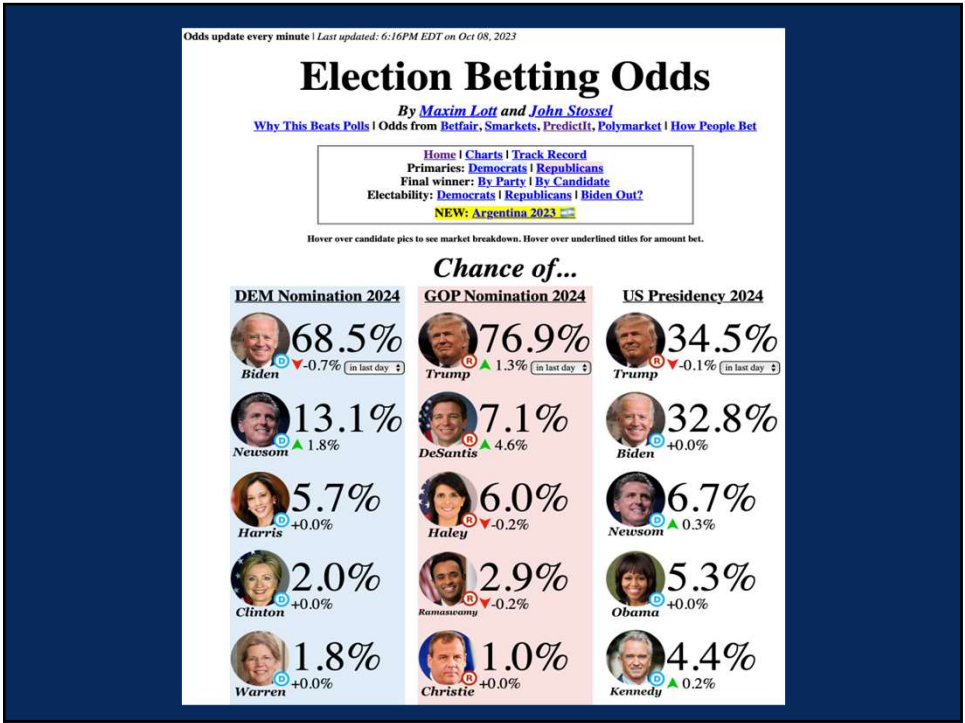 Odds update every minute | Last updated: 6:16PM EDT on Oct 08, 2023
Election Betting Odds
By Maxim Lott and John Stossel
Why This Beats Polls | Odds from Betfair, Smarkets, PredictIt, Polymarket | How People Bet
Home | Charts | Track Record
Primaries: Democrats | Republicans
Final winner: By Party | By Candidate
Electability: Democrats | Republicans | Biden Out?
NEW: Argentina 2023
Hover over candidate pics to see market breakdown. Hover over underlined titles for amount bet.
Chance of...
DEM Nomination 2024
D
68.5%
-0.7% in last day
Biden
D
13.1%
1.8%
Newsom
D
5.7%
+0.0%
Harris
D
2.0%
+0.0%
Clinton
D
1.8%
+0.0%
Warren
GOP Nomination 2024
R
76.9%
1.3% in last day
Trump
R
7.1%
4.6%
DeSantis
R
6.0%
-0.2%
Haley
R
2.9%
-0.2%
Ramaswamy
R
1.0%
+0.0%
Christie
US Presidency 2024
R
34.5%
-0.1% in last day
Trump
D
32.8%
+0.0%
Biden
D
6.7%
0.3%
Newsom
D
5.3%
+0.0%
Obama
D
4.4%
0.2%
Kennedy